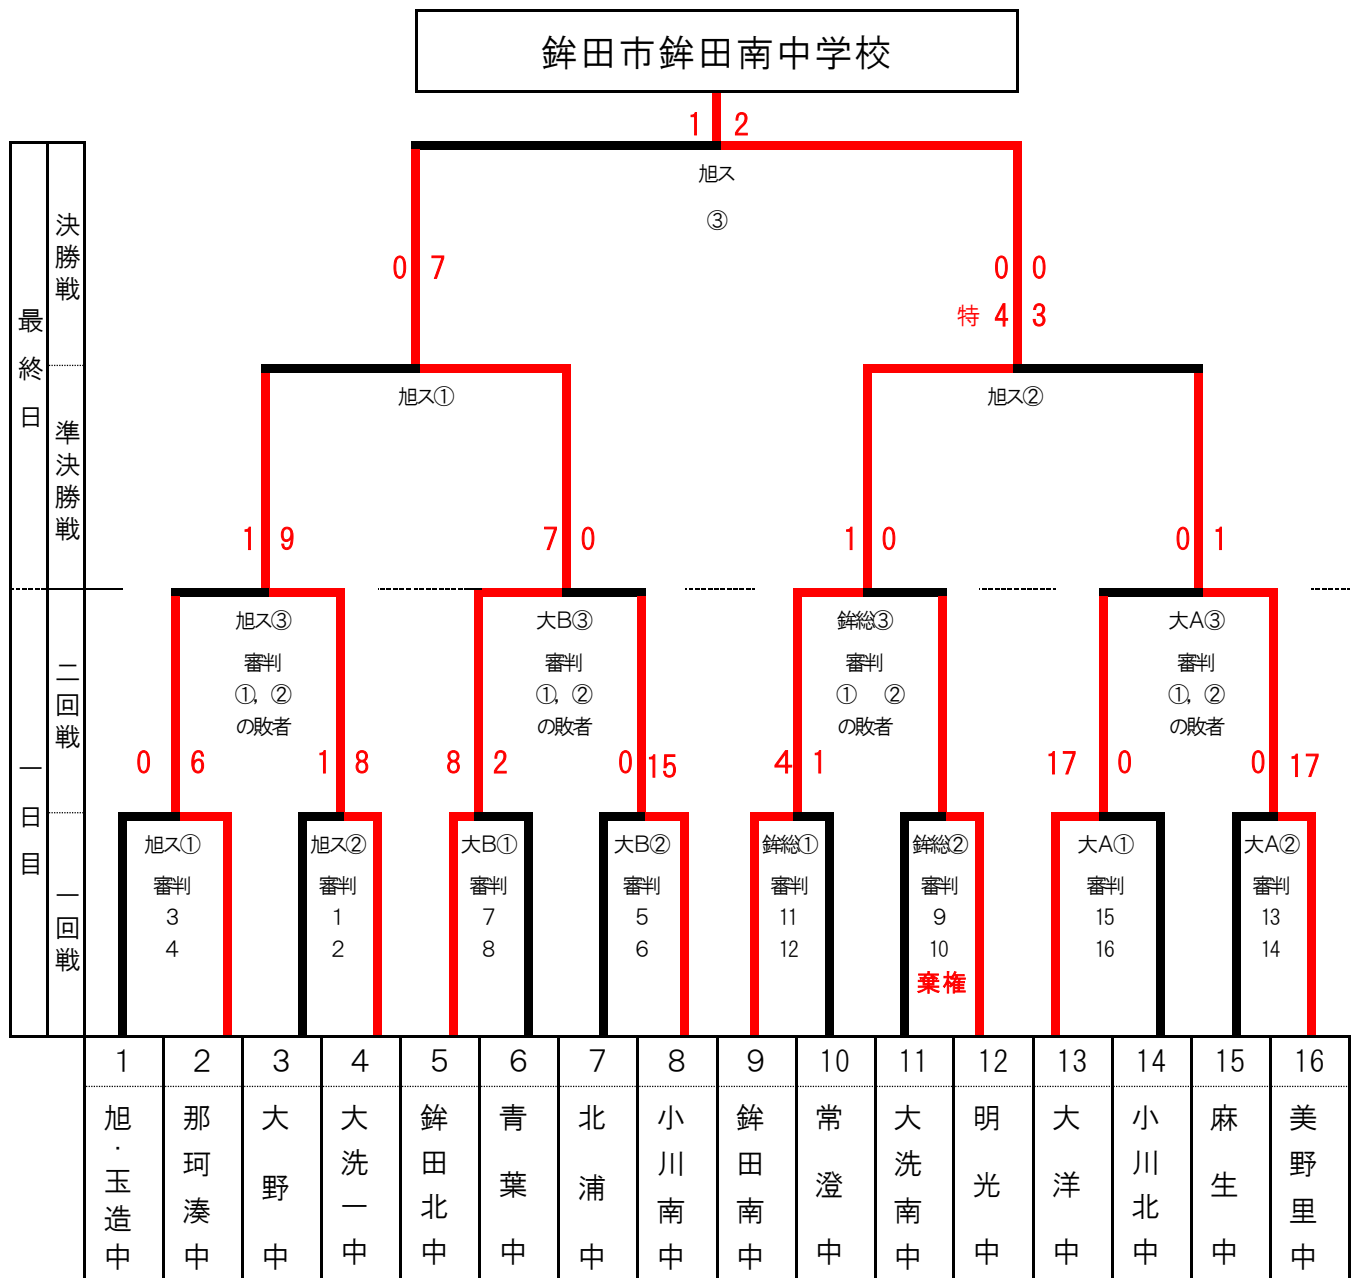 鉾田市鉾田南中学校
1 2
旭ス
③
決勝戦
0 7
0 0
特 4 3
最終日
旭ス①
旭ス②
準決勝戦
1 9
7 0
1 0
0 1
旭ス③
大B③
鉾総③
大A③
審判
審判
審判
審判
①, ②
①, ②
① ②
①, ②
の敗者
の敗者
の敗者
の敗者
二回戦
0 6
1 8
8 2
0 15
4 1
17 0
0 17
一日目
旭ス①
旭ス②
大B①
大B②
鉾総①
鉾総②
大A①
大A②
審判
審判
審判
審判
審判
審判
審判
審判
3
1
7
5
11
9
15
13
4
2
8
6
12
10
16
14
棄権
一回戦
1 2 3 4 5 6 7 8 9 10 11 12 13 14 15 16
旭・玉造中
那珂湊中
大野中
大洗一中
鉾田北中
青葉中
北浦中
小川南中
鉾田南中
常澄中
大洗南中
明光中
大洋中
小川北中
麻生中
美野里中